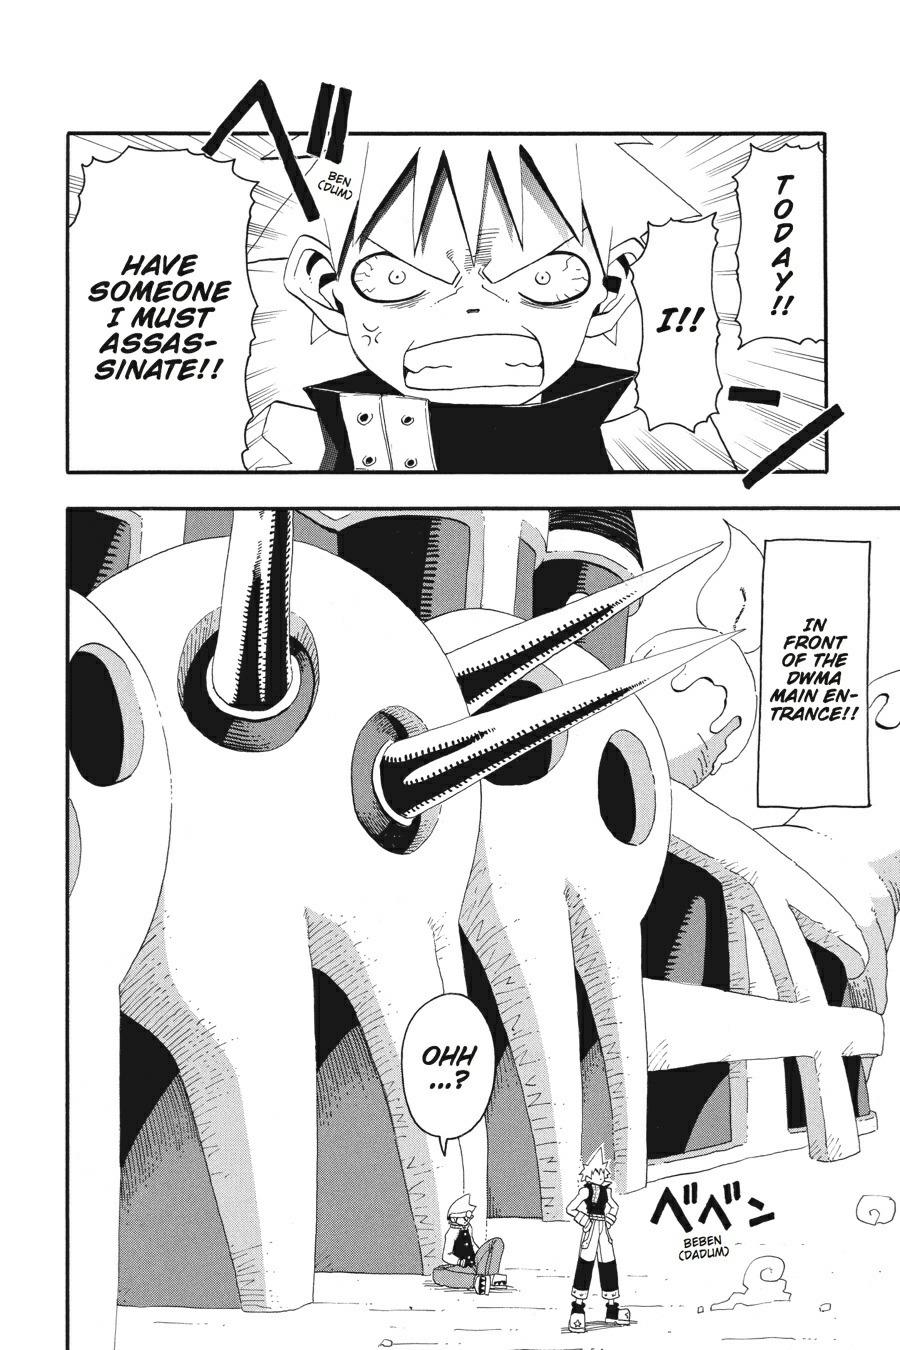 TODAY!!
I!!
ベーン
BEN
(DUM)
HAVE
SOMEONE
I MUST
ASSAS-
SINATE!!
IN
FRONT
OF THE
DWMA
MAIN EN-
TRANCE!!
OHH
...?
ベベン
BEBEN
(DADUM)